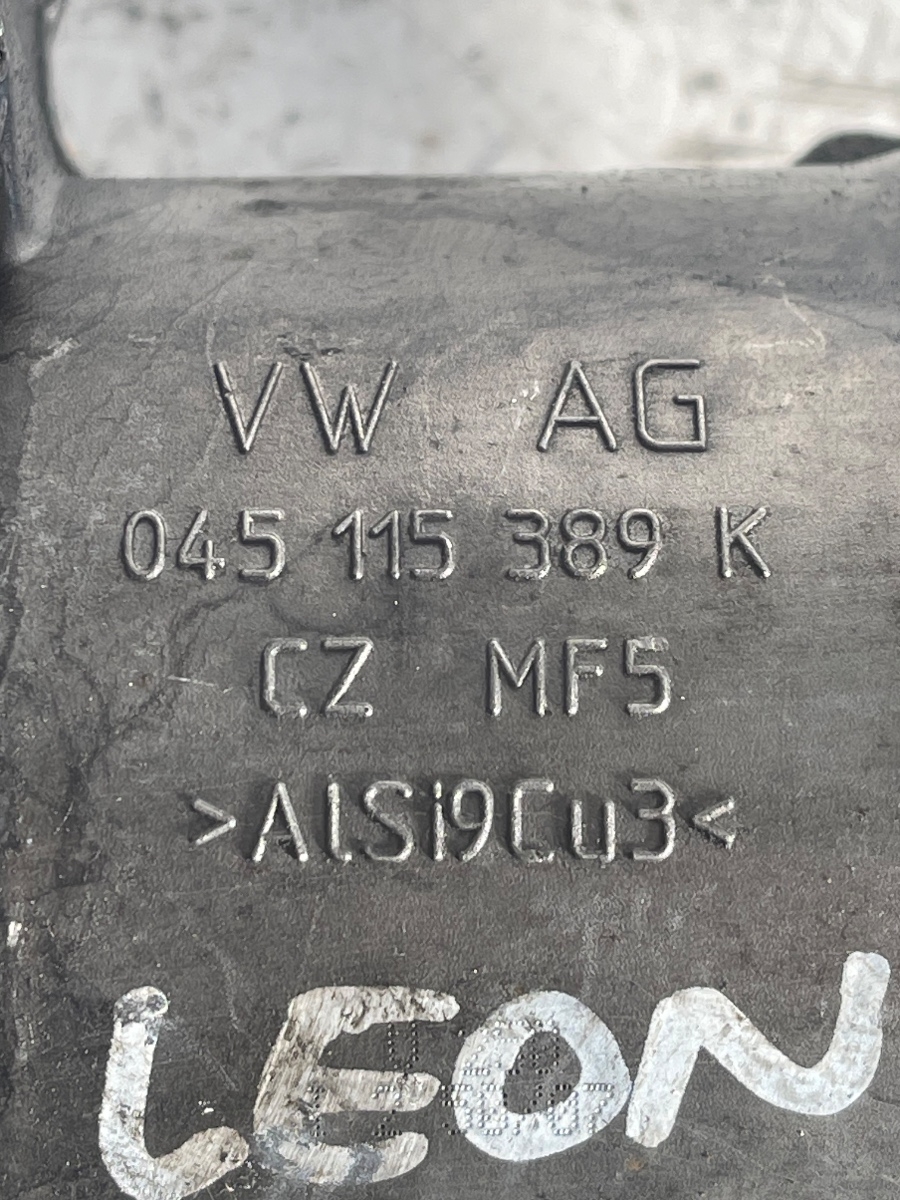 VW AG
045 115 389 K
CZ MF5
>AlSi9Cu3<
LEON